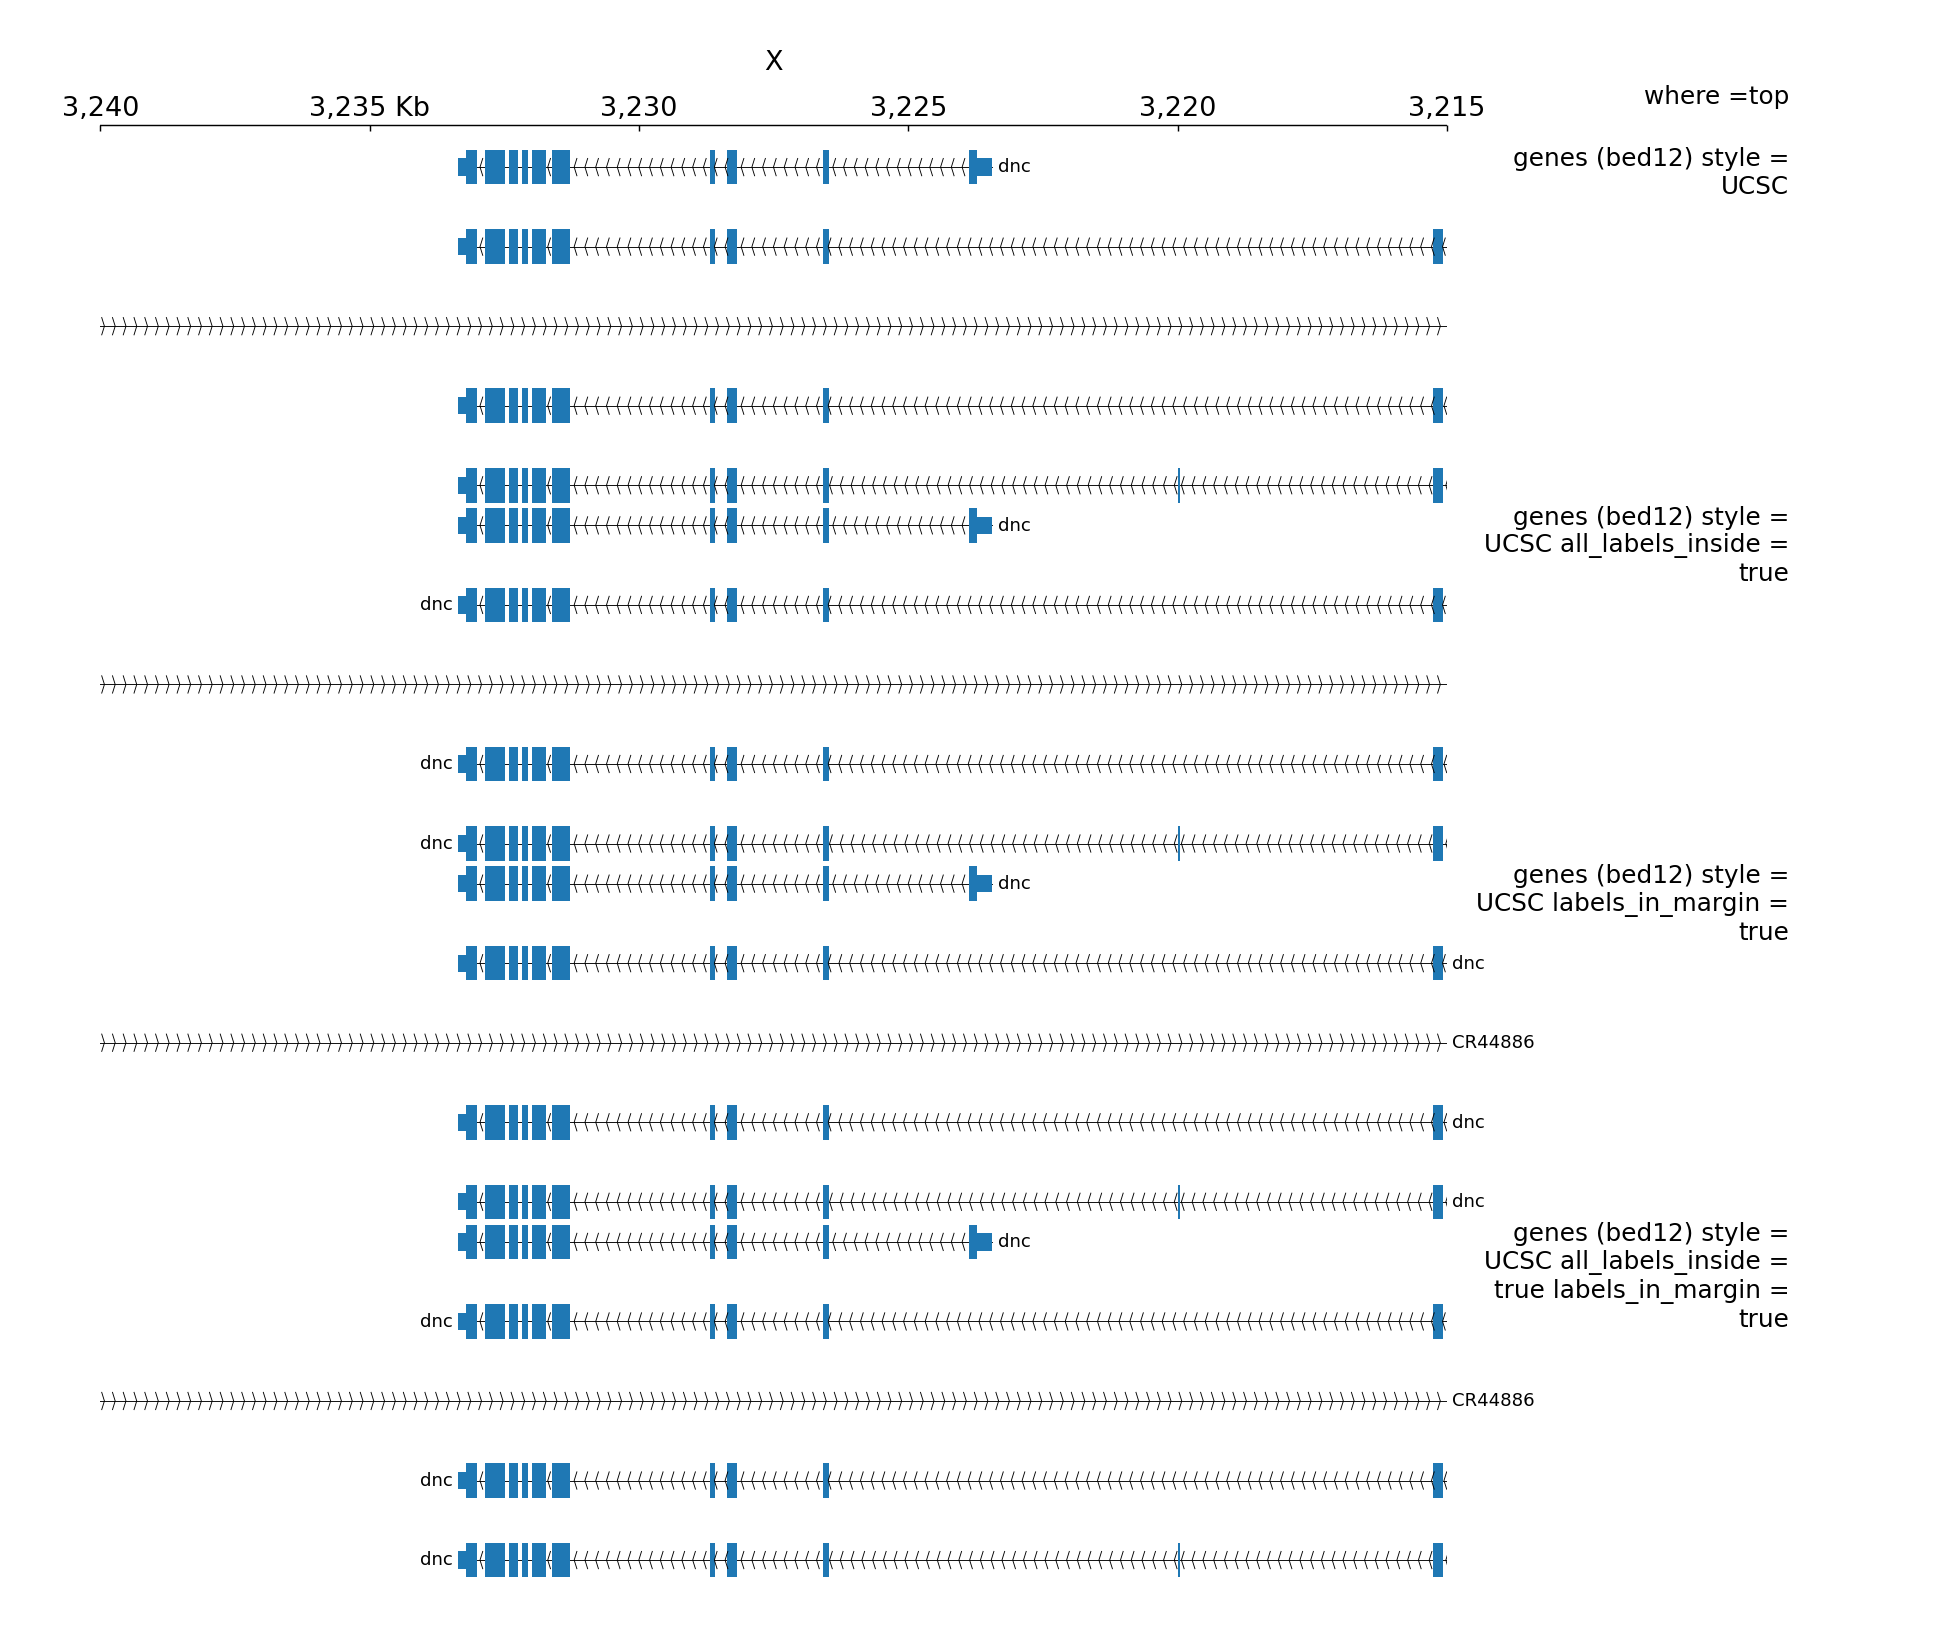 X
3,240 3,235 Kb 3,230 3,225 3,220 3,215
where =top
dnc
genes (bed12) style =
UCSC
dnc
genes (bed12) style =
UCSC all_labels_inside =
true
dnc
dnc
dnc
dnc
genes (bed12) style =
UCSC labels_in_margin =
true
dnc
CR44886
dnc
dnc
dnc
genes (bed12) style =
UCSC all_labels_inside =
true labels_in_margin =
true
dnc
CR44886
dnc
dnc